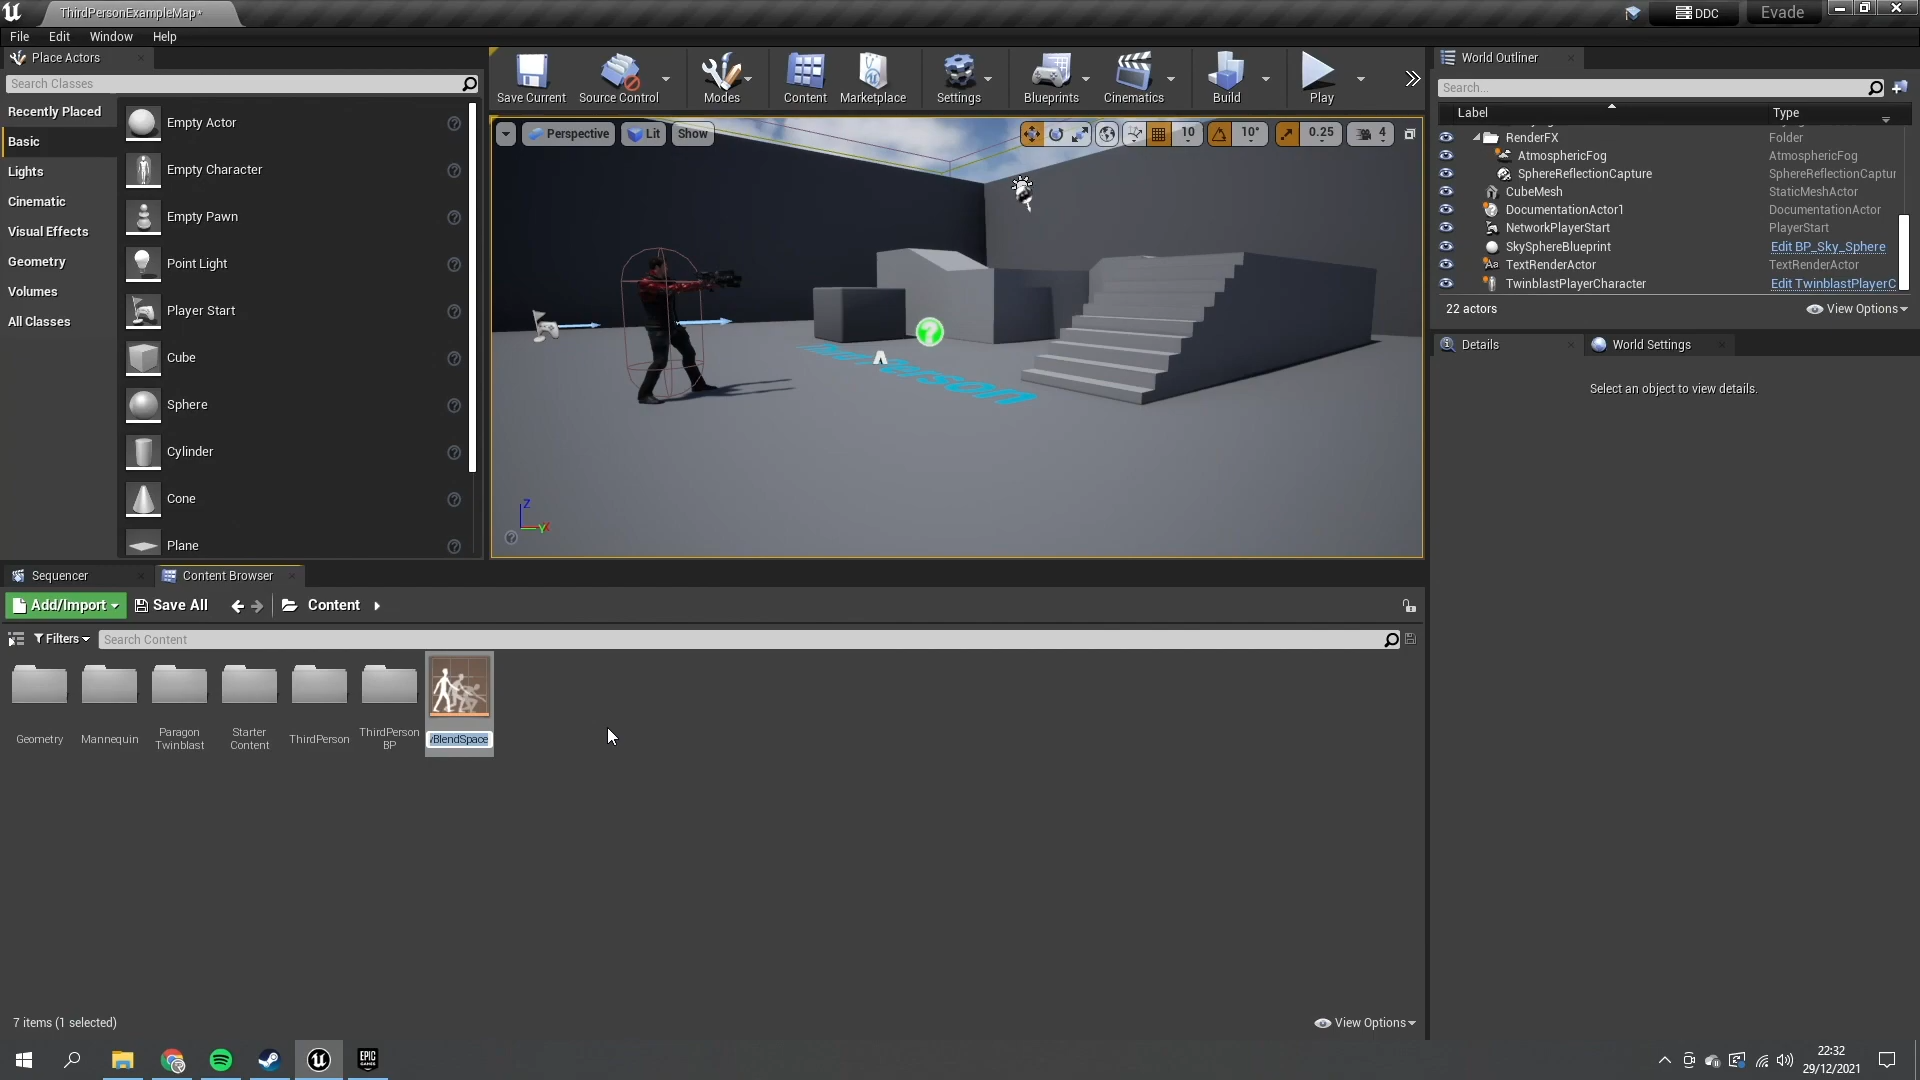 ThirdPersonExampleMap*
DDC
Evade
File Edit Window Help
Place Actors
Search Classes
Recently Placed
Basic
Lights
Cinematic
Visual Effects
Geometry
Volumes
All Classes
Empty Actor
Empty Character
Empty Pawn
Point Light
Player Start
Cube
Sphere
Cylinder
Cone
Plane
Save Current
Source Control
Modes
Content
Marketplace
Settings
Blueprints
Cinematics
Build
Play
Perspective
Lit
Show
10
10°
0.25
4
Z
Y
World Outliner
Search...
Label
Type
RenderFX Folder
AtmosphericFog AtmosphericFog
SphereReflectionCapture SphereReflectionCaptur
CubeMesh StaticMeshActor
DocumentationActor1 DocumentationActor
NetworkPlayerStart PlayerStart
SkySphereBlueprint Edit BP_Sky_Sphere
TextRenderActor TextRenderActor
TwinblastPlayerCharacter Edit TwinblastPlayerC
22 actors
View Options
Details
World Settings
Select an object to view details.
Sequencer
Content Browser
Add/Import
Save All
Content
Filters
Search Content
Geometry
Mannequin
Paragon
Twinblast
Starter
Content
ThirdPerson
ThirdPerson
BP
BlendSpace
7 items (1 selected)
View Options
EPIC
GAMES
22:32
29/12/2021